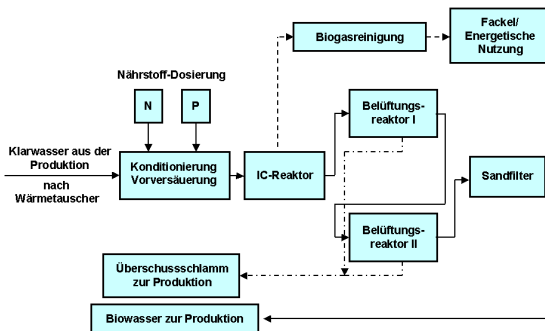 Biogasreinigung
Fackel/
Energetische
Nutzung
Nährstoff-Dosierung
N
P
Belüftungs-
reaktor I
Klarwasser aus der
Produktion
nach
Wärmetauscher
Konditionierung
Vorversäuerung
IC-Reaktor
Sandfilter
Belüftungs-
reaktor II
Überschussschlamm
zur Produktion
Biowasser zur Produktion